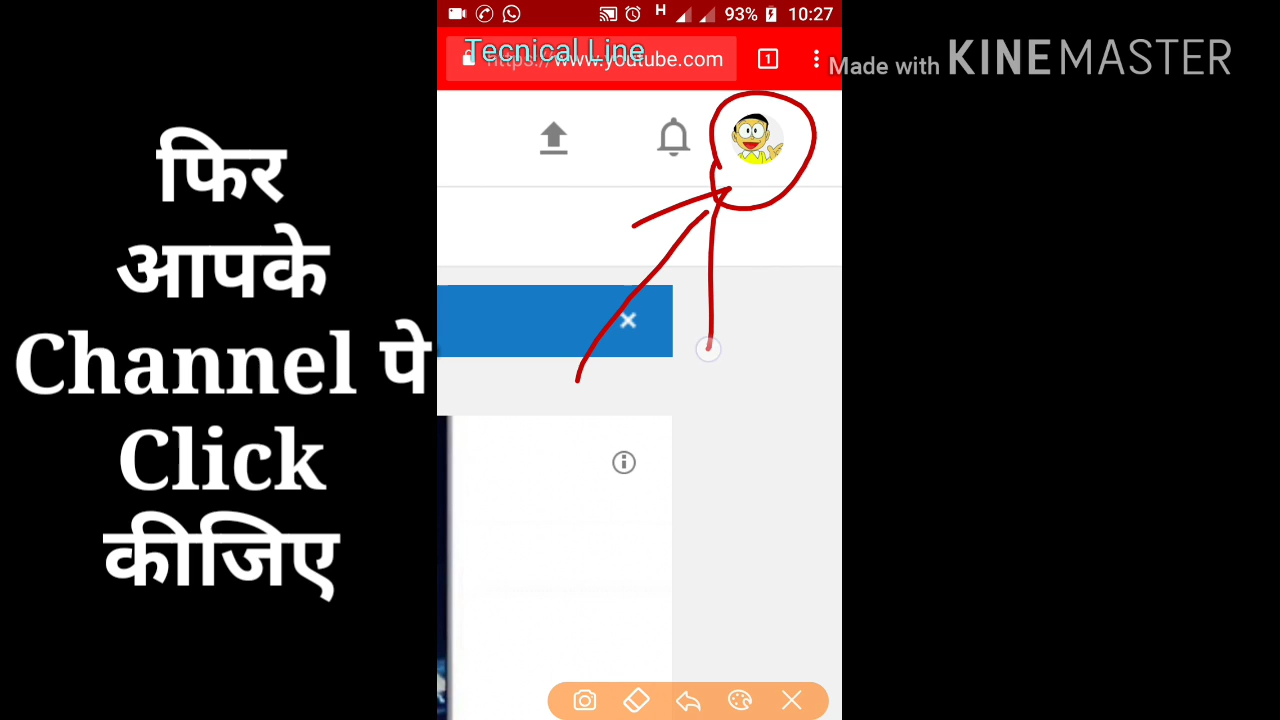 93% 10:27
Tecnical Line
https://www.youtube.com
1
Made with KINEMASTER
फिर
आपके
Channel पे
Click
कीजिए